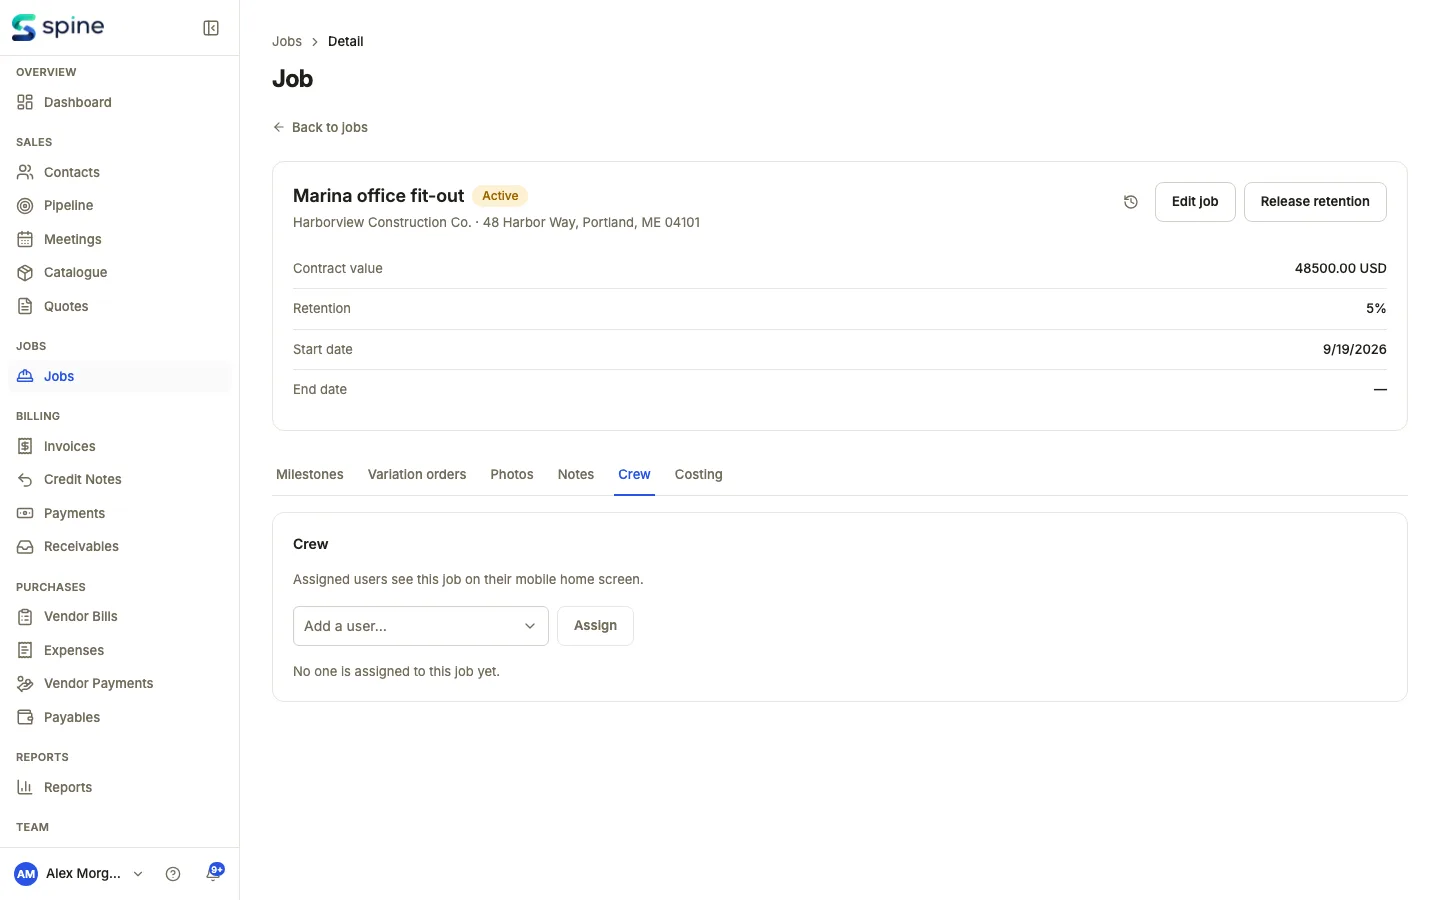 spine
OVERVIEW
Dashboard
SALES
Contacts
Pipeline
Meetings
Catalogue
Quotes
JOBS
Jobs
BILLING
Invoices
Credit Notes
Payments
Receivables
PURCHASES
Vendor Bills
Expenses
Vendor Payments
Payables
REPORTS
Reports
TEAM
AM Alex Morg... 9+
Jobs > Detail
Job
Back to jobs
Marina office fit-out Active
Harborview Construction Co. · 48 Harbor Way, Portland, ME 04101
Edit job Release retention
Contract value 48500.00 USD
Retention 5%
Start date 9/19/2026
End date —
Milestones Variation orders Photos Notes Crew Costing
Crew
Assigned users see this job on their mobile home screen.
Add a user... Assign
No one is assigned to this job yet.